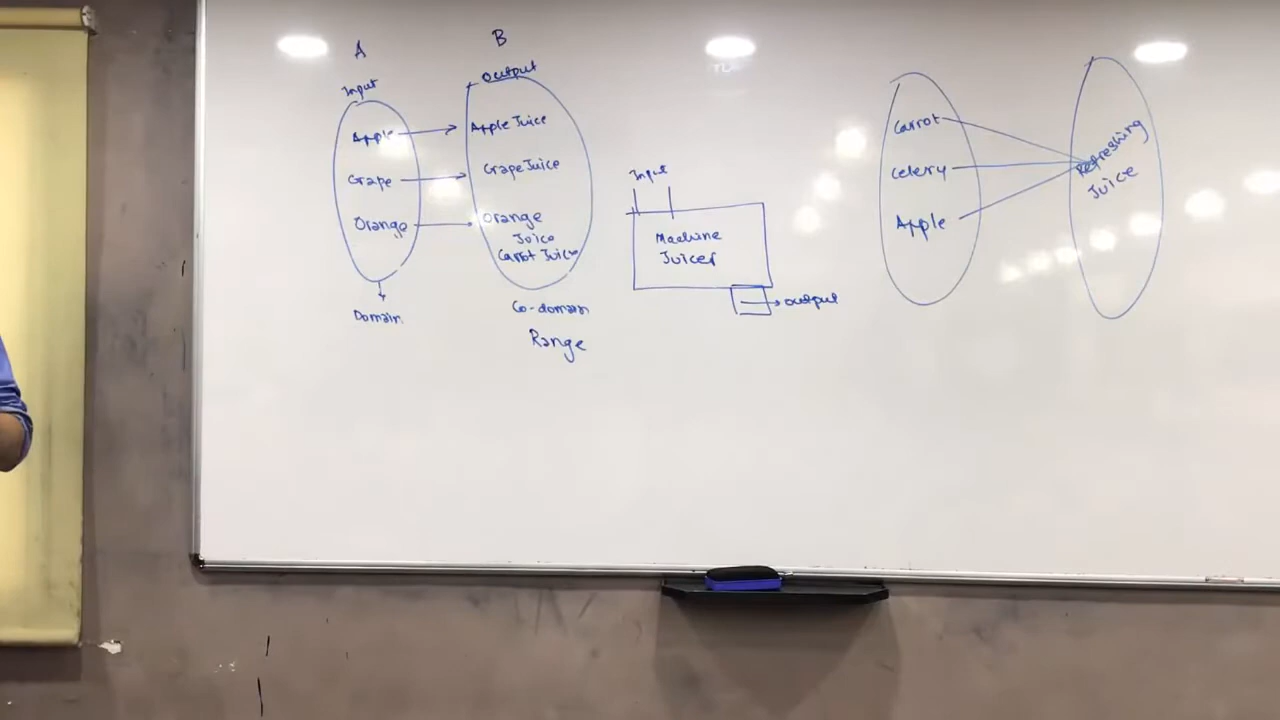 A
B
Input
Output
Apple
Apple Juice
Grape
Grape Juice
Orange
Orange
Juice
Carrot Juice
Domain
Co-domain
Range
Input
Machine
Juicer
output
Carrot
Celery
Apple
Refreshing
Juice